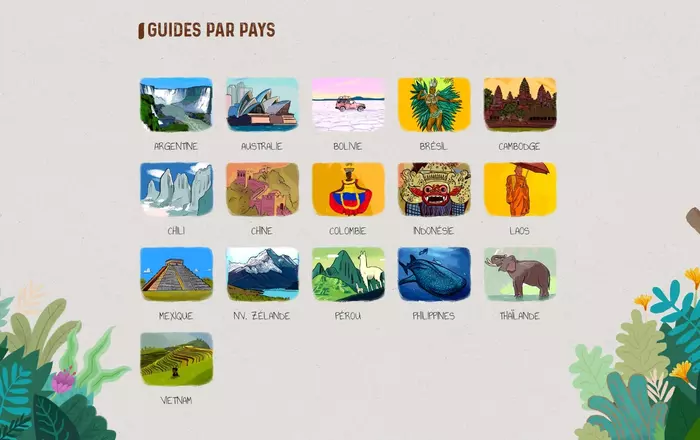 GUIDES PAR PAYS
ARGENTINE AUSTRALIE BOLIVIE BRÉSIL CAMBODGE
CHILI CHINE COLOMBIE INDONÉSIE LAOS
MEXIQUE NV. ZÉLANDE PÉROU PHILIPPINES THAÏLANDE
VIETNAM